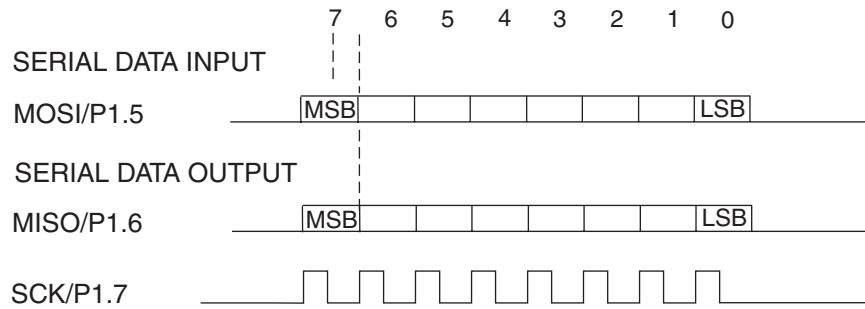 7 6 5 4 3 2 1 0
SERIAL DATA INPUT
MOSI/P1.5 MSB LSB
SERIAL DATA OUTPUT
MISO/P1.6 MSB LSB
SCK/P1.7